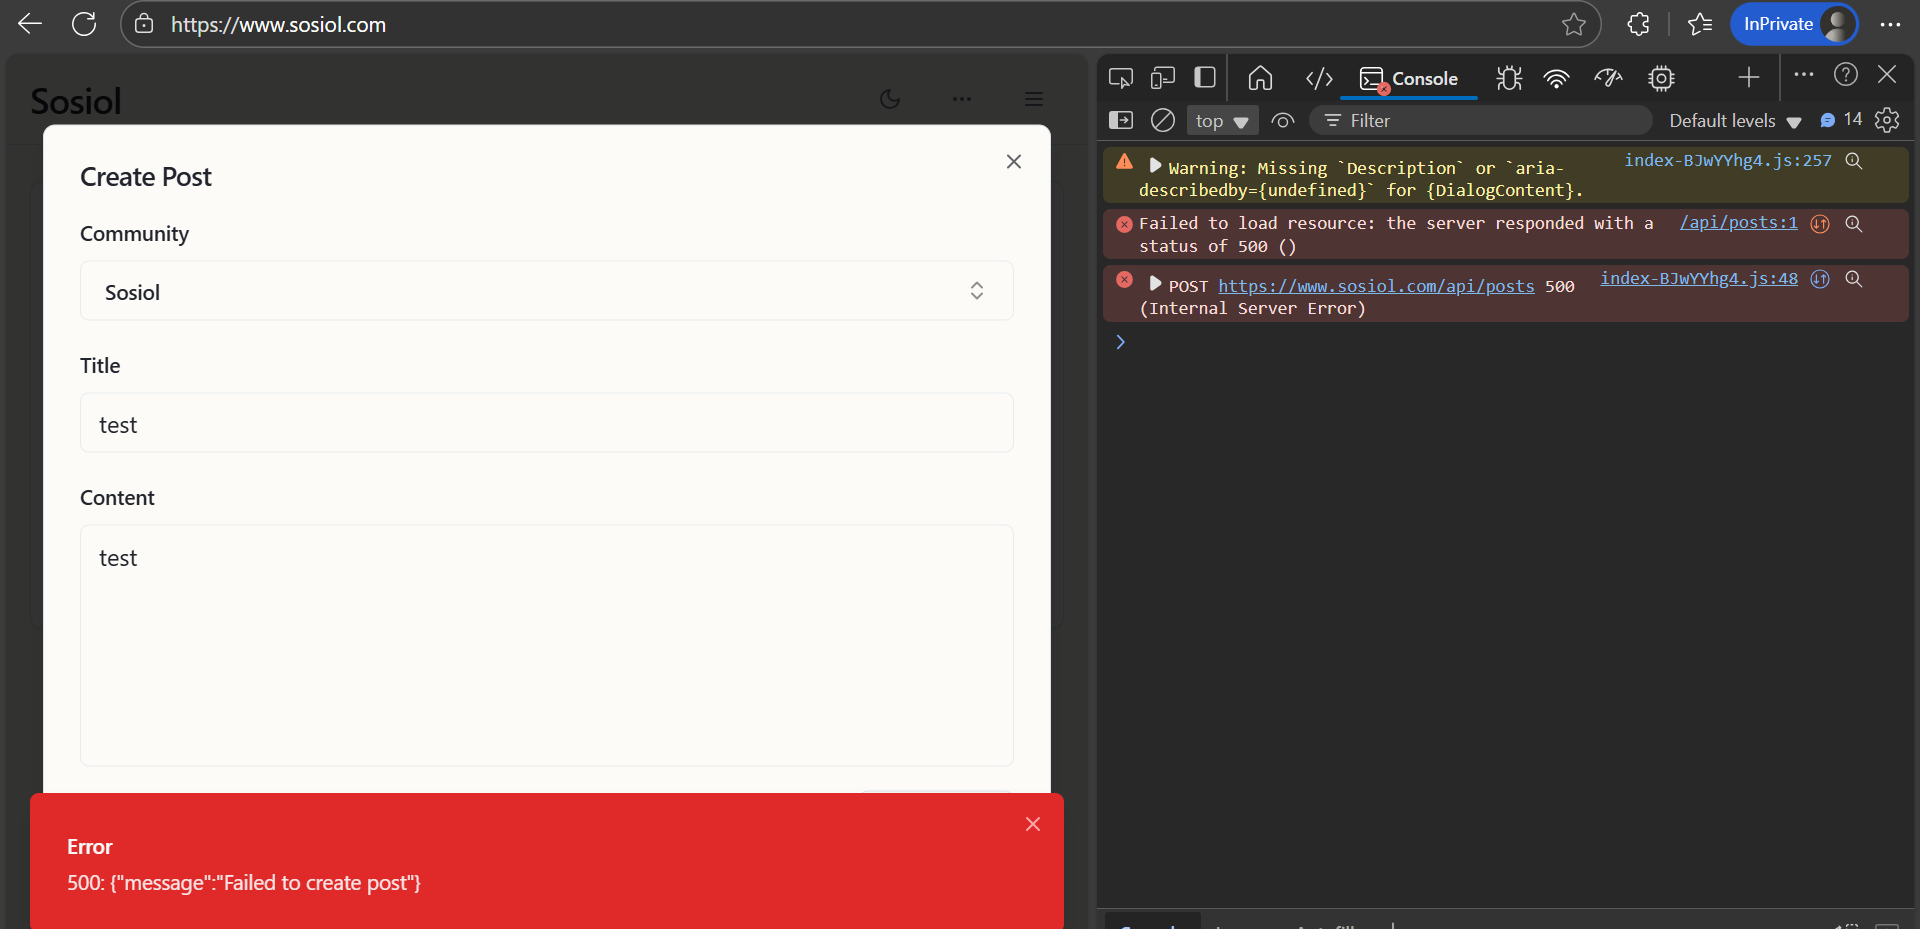 https://www.sosiol.com
InPrivate
Sosiol
Create Post
Community
Sosiol
Title
test
Content
test
Error
500: {"message":"Failed to create post"}
Console
top
Filter
Default levels
14
Warning: Missing `Description` or `aria-
describedby={undefined}` for {DialogContent}.
index-BJwYYhg4.js:257
Failed to load resource: the server responded with a
status of 500 ()
/api/posts:1
POST https://www.sosiol.com/api/posts 500
(Internal Server Error)
index-BJwYYhg4.js:48